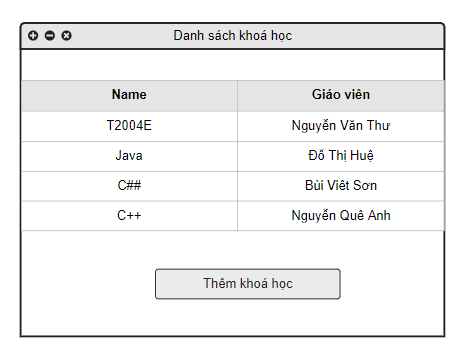 Danh sách khoá học
Name Giáo viên
T2004E Nguyễn Văn Thư
Java Đỗ Thị Huệ
C## Bùi Viêt Sơn
C++ Nguyễn Quê Anh
Thêm khoá học